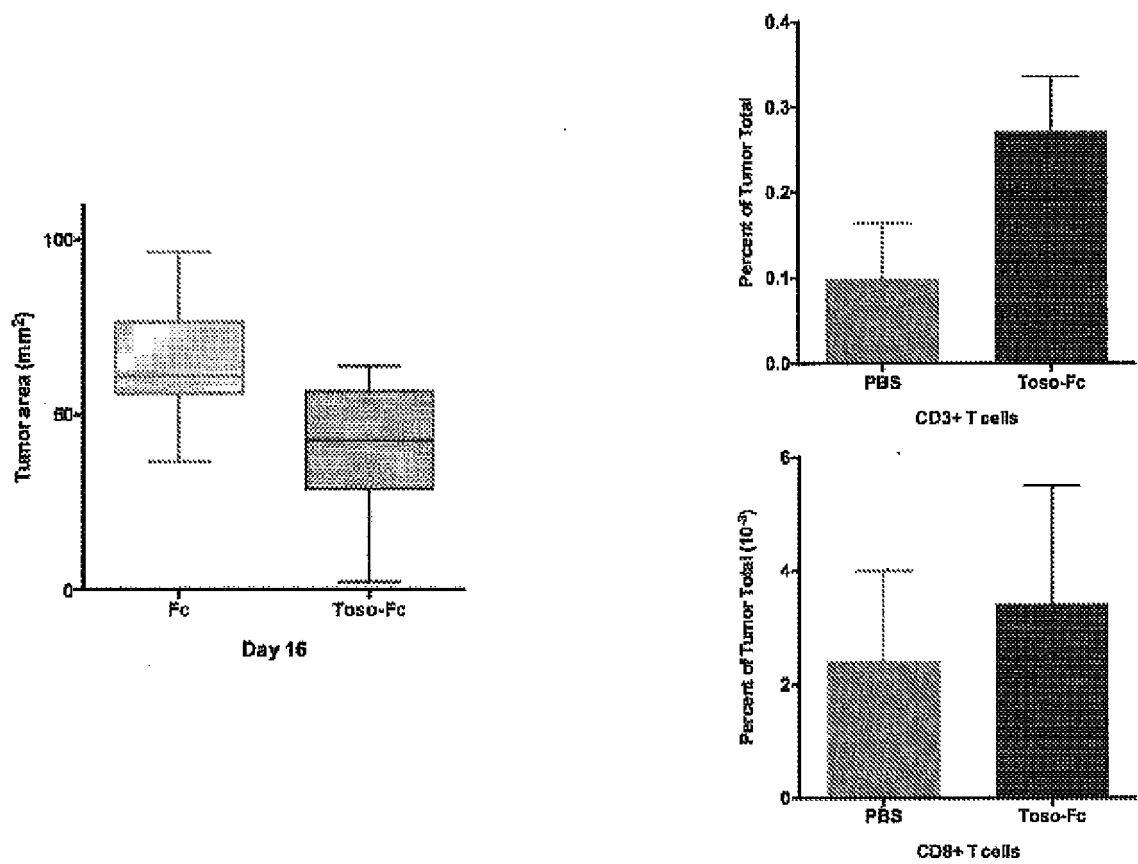 Tumor area (mm²)
100
50
0
Fc Toso-Fc
Day 16
Percent of Tumor Total
0.4
0.3
0.2
0.1
0.0
PBS Toso-Fc
CD3+ T cells
Percent of Tumor Total (10⁻³)
6
4
2
0
PBS Toso-Fc
CD8+ T cells